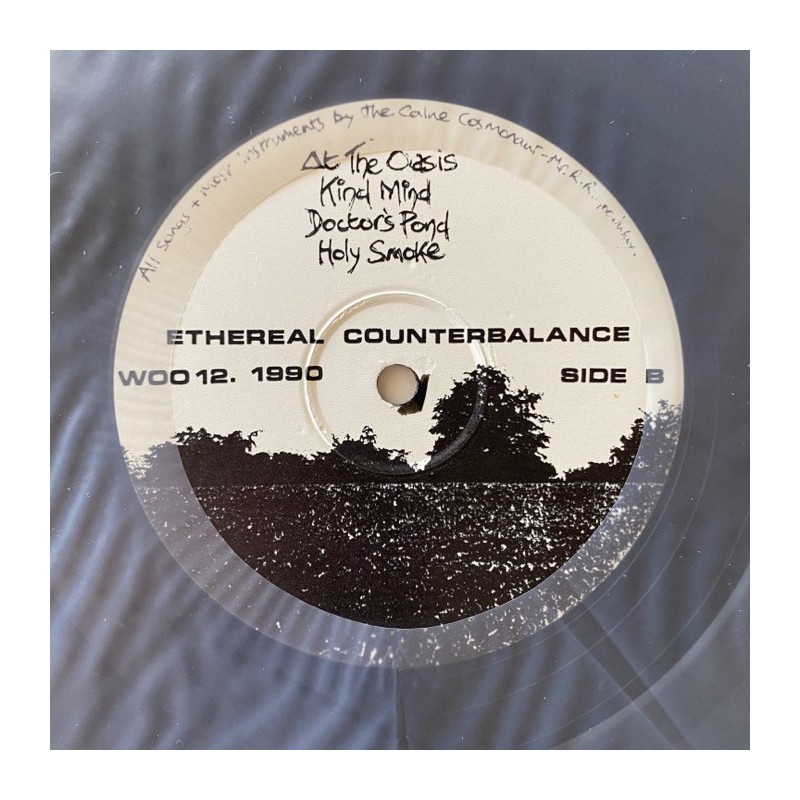 All songs + Most instruments by The Calne Cosmonaut - Mr. R.R.
At The Oasis
Kind Mind
Doctor's Pond
Holy Smoke
ETHEREAL COUNTERBALANCE
WOO 12. 1990 SIDE B